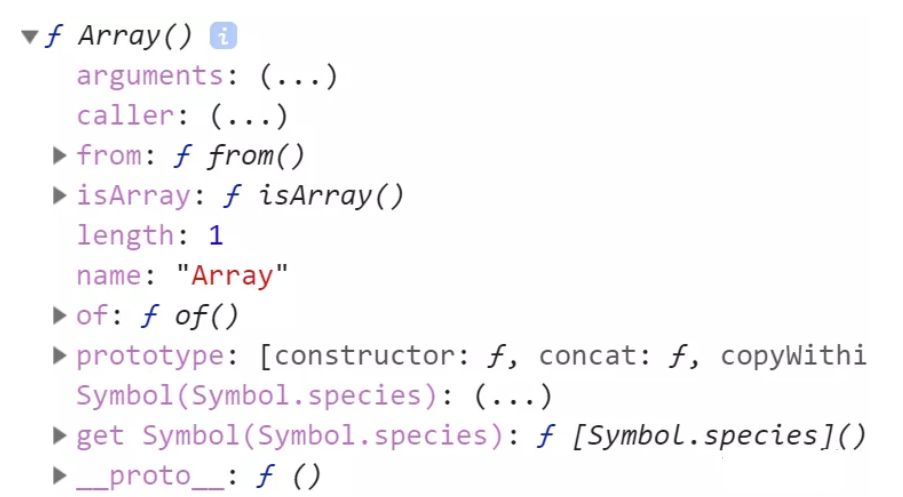 ▼ƒ Array() i
arguments: (...)
caller: (...)
▶ from: ƒ from()
▶ isArray: ƒ isArray()
length: 1
name: "Array"
▶ of: ƒ of()
▶ prototype: [constructor: ƒ, concat: ƒ, copyWithi
Symbol(Symbol.species): (...)
▶ get Symbol(Symbol.species): ƒ [Symbol.species]()
▶ __proto__: ƒ ()